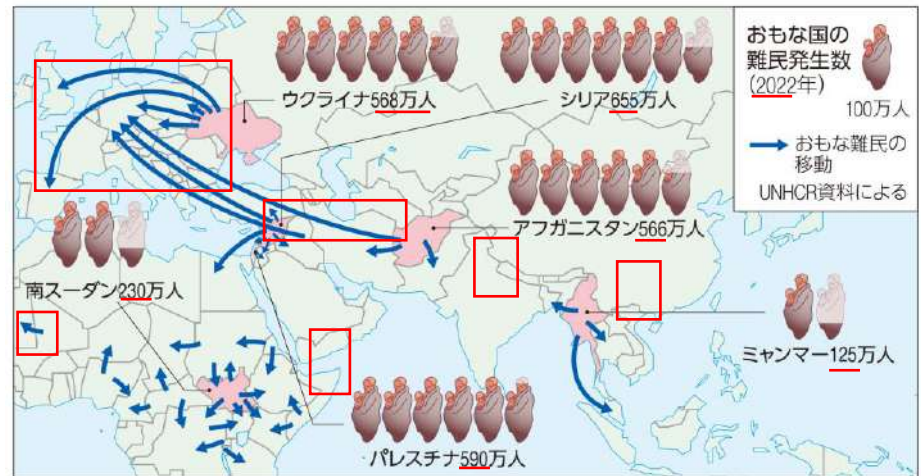 ウクライナ568万人
シリア655万人
おもな国の
難民発生数
(2022年)
100万人
おもな難民の
移動
UNHCR資料による
アフガニスタン566万人
南スーダン230万人
ミャンマー125万人
パレスチナ590万人